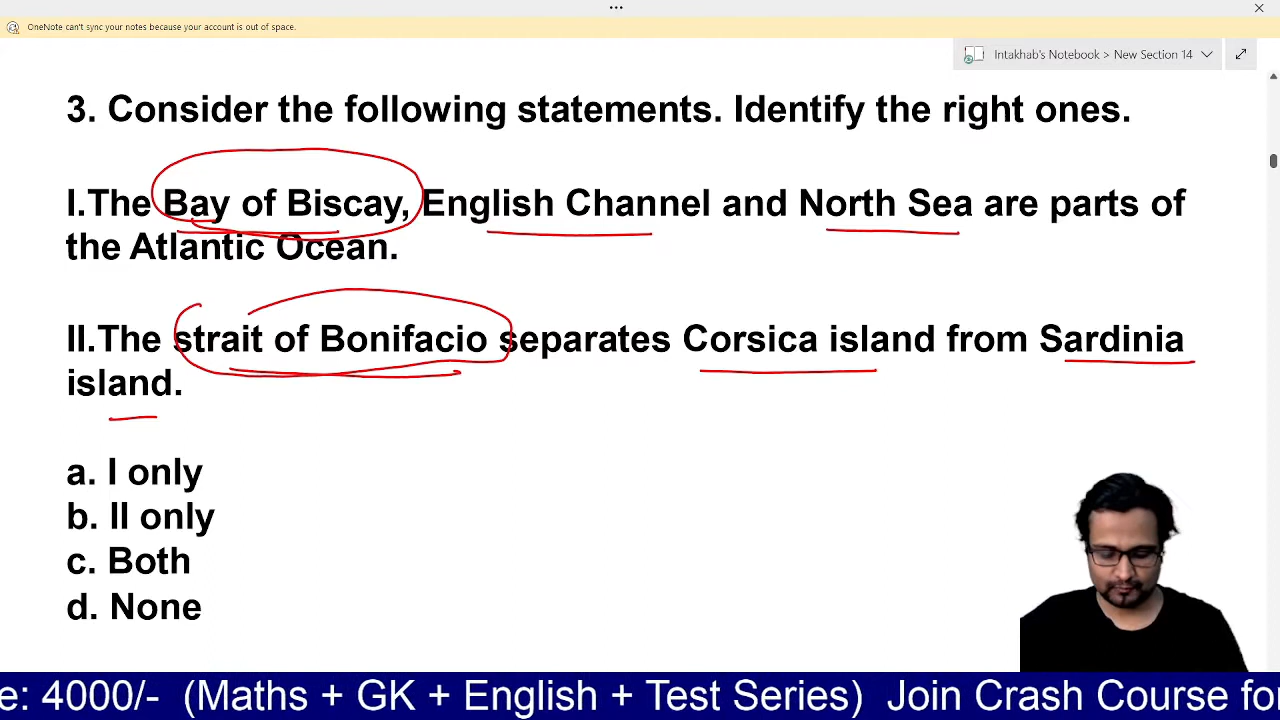 OneNote can't sync your notes because your account is out of space.
Intakhab's Notebook > New Section 14
3. Consider the following statements. Identify the right ones.
I.The Bay of Biscay, English Channel and North Sea are parts of
the Atlantic Ocean.
II.The strait of Bonifacio separates Corsica island from Sardinia
island.
a. I only
b. II only
c. Both
d. None
e: 4000/- (Maths + GK + English + Test Series) Join Crash Course fo